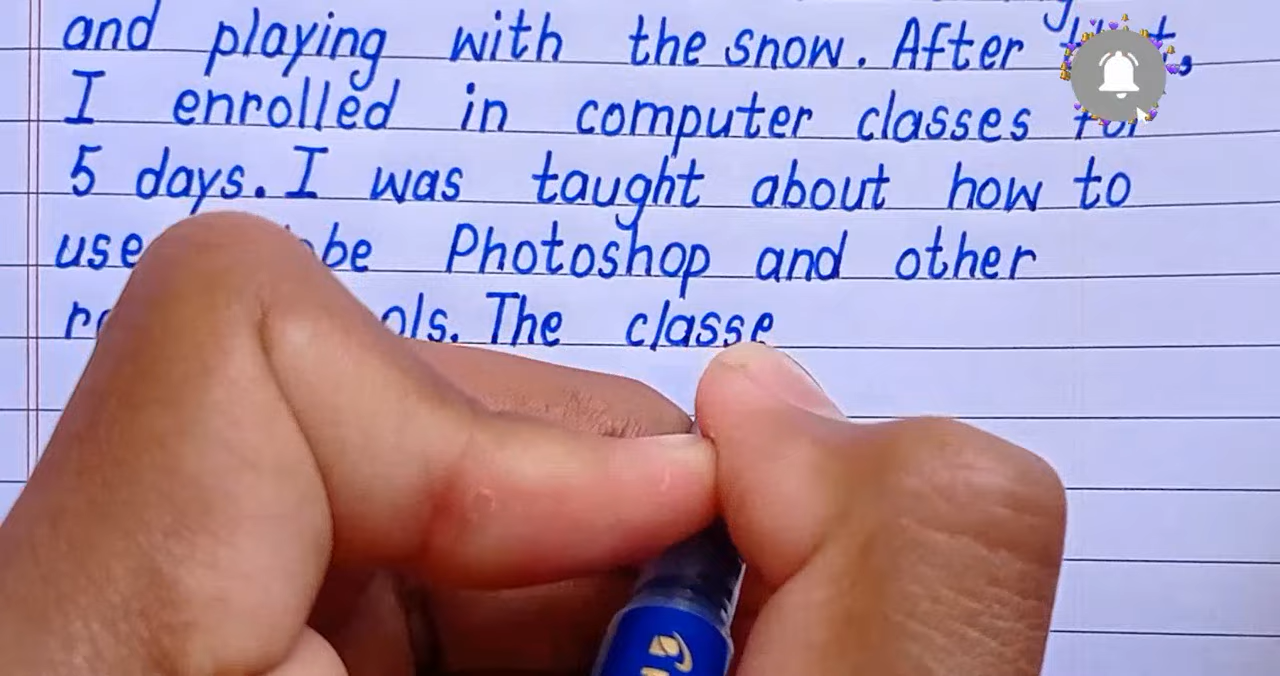 and playing with the snow. After
I enrolled in computer classes for
5 days. I was taught about how to
use Photoshop and other
The classe